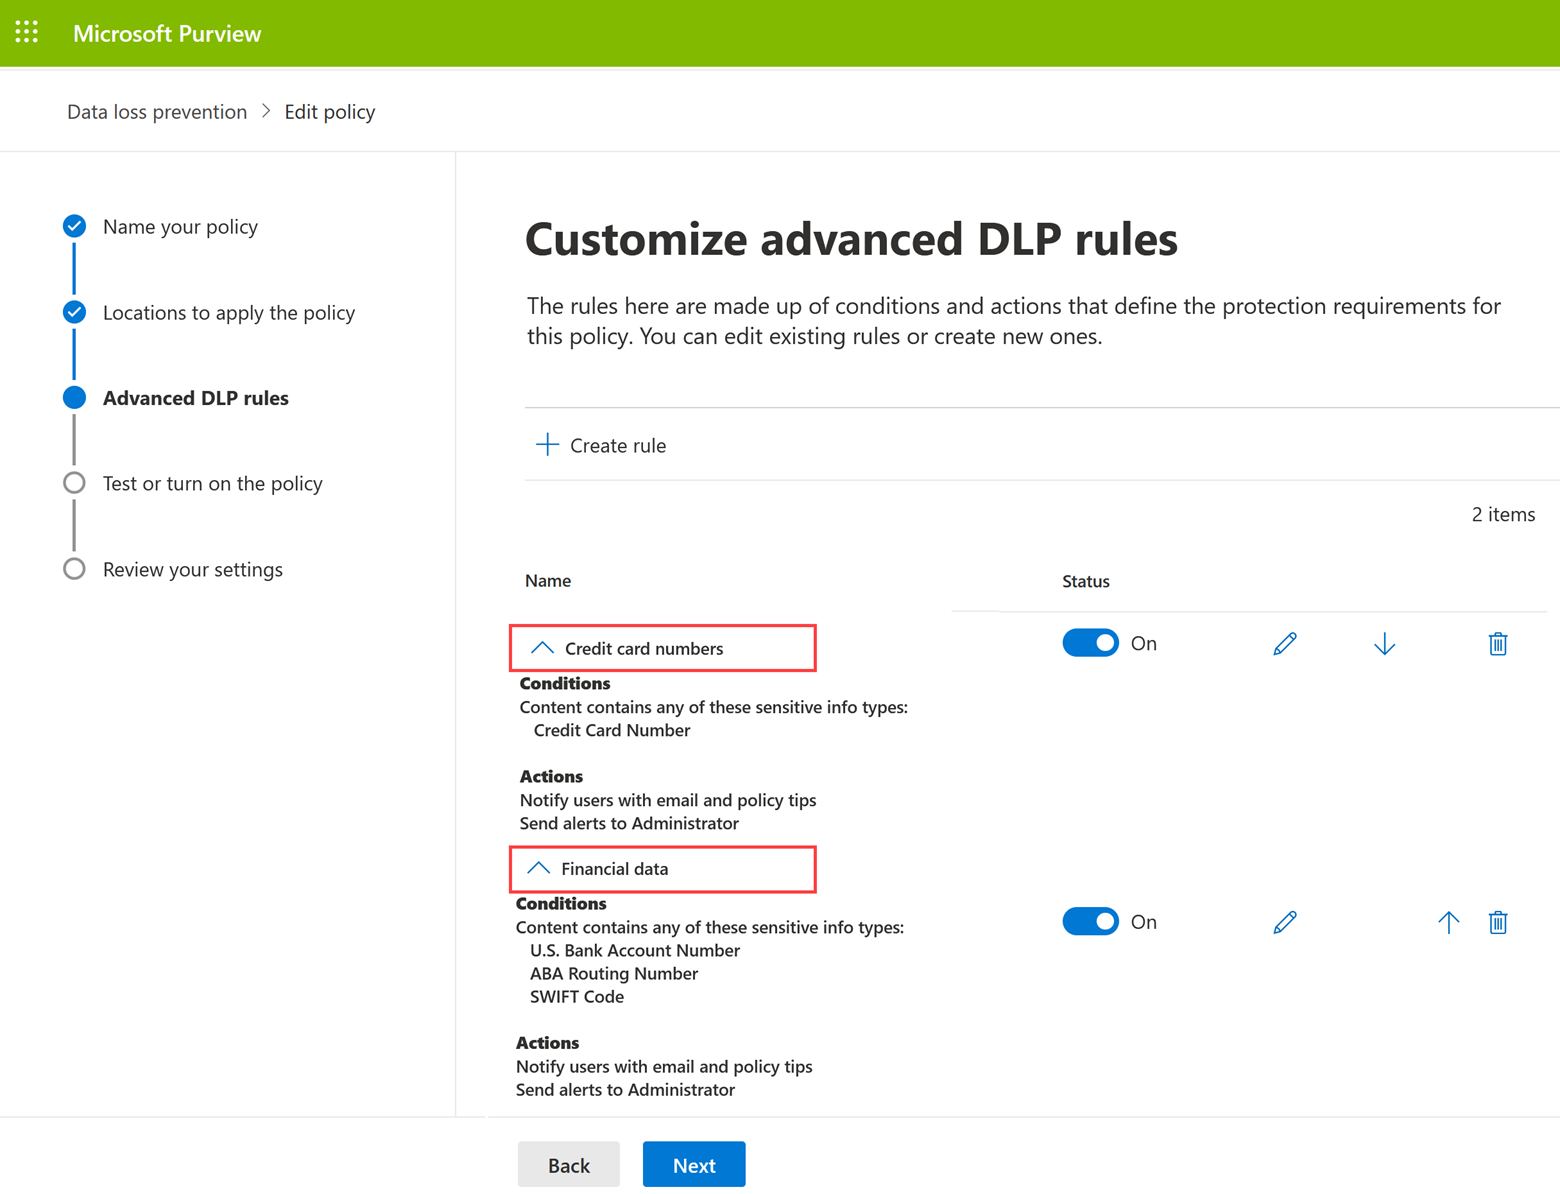 Microsoft Purview
Data loss prevention > Edit policy
Name your policy
Locations to apply the policy
Advanced DLP rules
Test or turn on the policy
Review your settings
Customize advanced DLP rules
The rules here are made up of conditions and actions that define the protection requirements for
this policy. You can edit existing rules or create new ones.
Create rule
2 items
Name Status
Credit card numbers On
Conditions
Content contains any of these sensitive info types:
Credit Card Number
Actions
Notify users with email and policy tips
Send alerts to Administrator
Financial data
Conditions
On
Content contains any of these sensitive info types:
U.S. Bank Account Number
ABA Routing Number
SWIFT Code
Actions
Notify users with email and policy tips
Send alerts to Administrator
Back Next